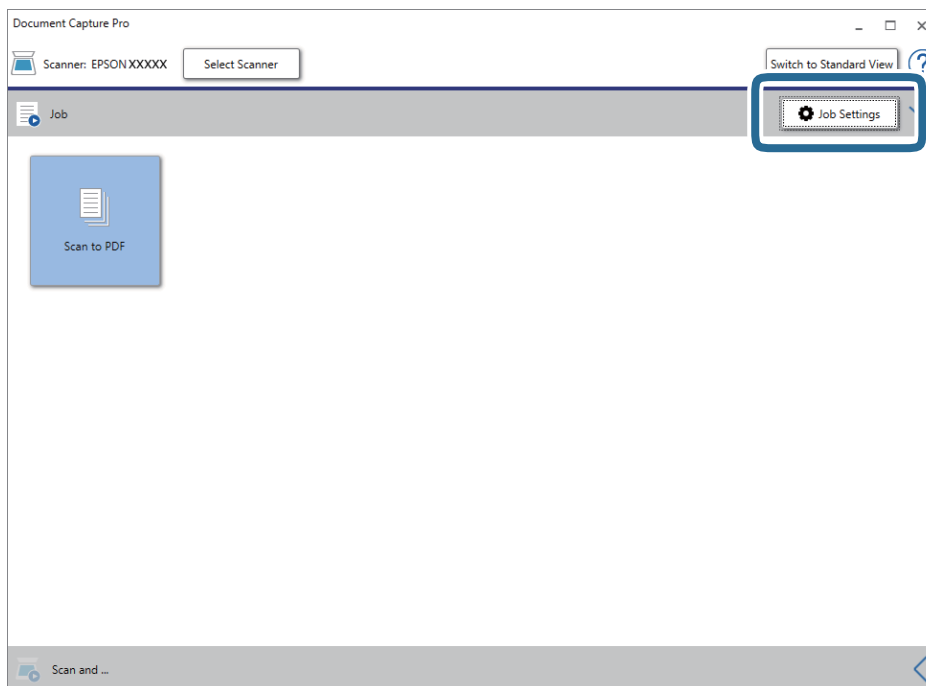 Document Capture Pro
Scanner: EPSON XXXXX Select Scanner Switch to Standard View ?
Job Job Settings
Scan to PDF
Scan and ...